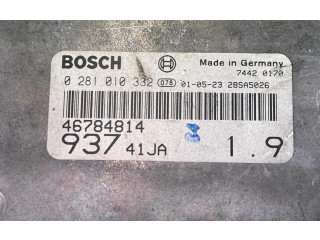 BOSCH Made in Germany
7442 0170
0 281 010 332 078 01-05-23 28SA5026
46784814
937 41JA 1.9